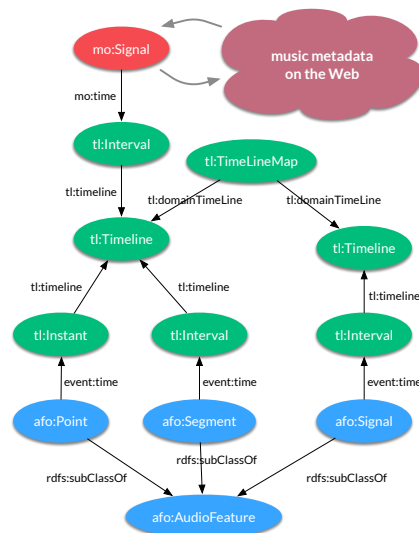 mo:Signal
music metadata
on the Web
mo:time
tl:Interval
tl:TimeLineMap
tl:timeline
tl:domainTimeLine
tl:domainTimeLine
tl:Timeline
tl:Timeline
tl:timeline
tl:timeline
tl:timeline
tl:Instant
tl:Interval
tl:Interval
event:time
event:time
event:time
afo:Point
afo:Segment
afo:Signal
rdfs:subClassOf
rdfs:subClassOf
rdfs:subClassOf
afo:AudioFeature